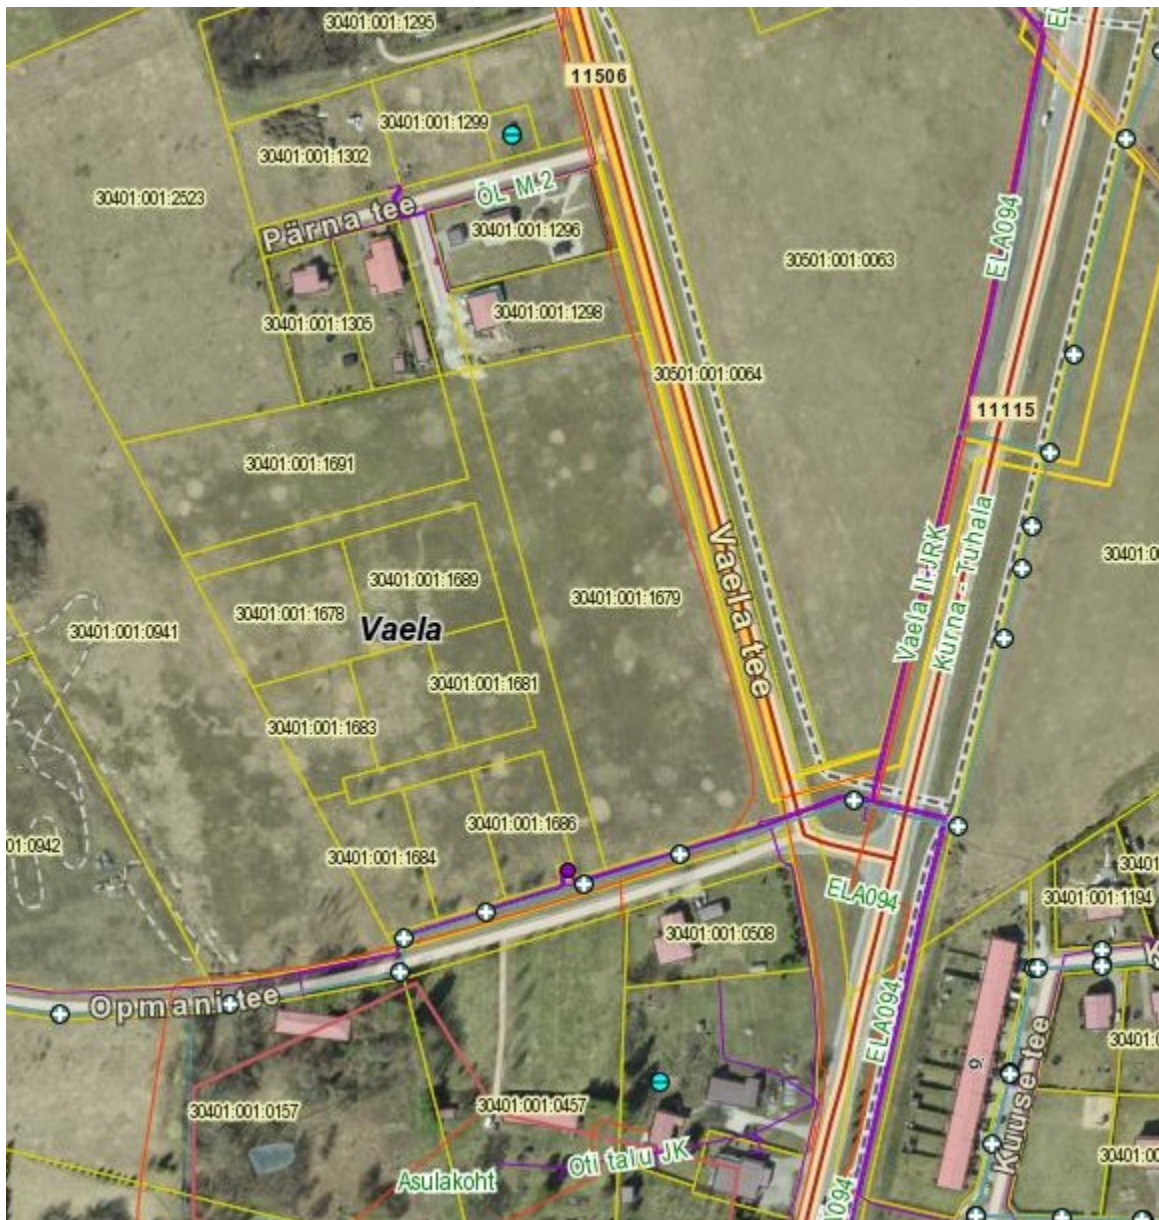 30401:001:1295
11506
30401:001:1299
30401:001:1302
30401:001:2523
ÕL M.2
Pärna tee
30401:001:1296
30501:001:0063
ELA094
30401:001:1305
30401:001:1298
30501:001:0064
11115
30401:001:1691
Vaela tee
Vaela II JRK
Kurna - Tuhala
30401:001:1689
30401:001:1678
30401:001:1679
Vaela
30401:001:0941
30401:001:1681
30401:001:1683
30401:001:1686
30401:001:1684
01:0942
ELA094
30401:001:1194
30401:001:0508
Opmani tee
ELA094
Kuuse tee
9
30401:001:0157
30401:001:0457
Oti talu JK
Asulakoht